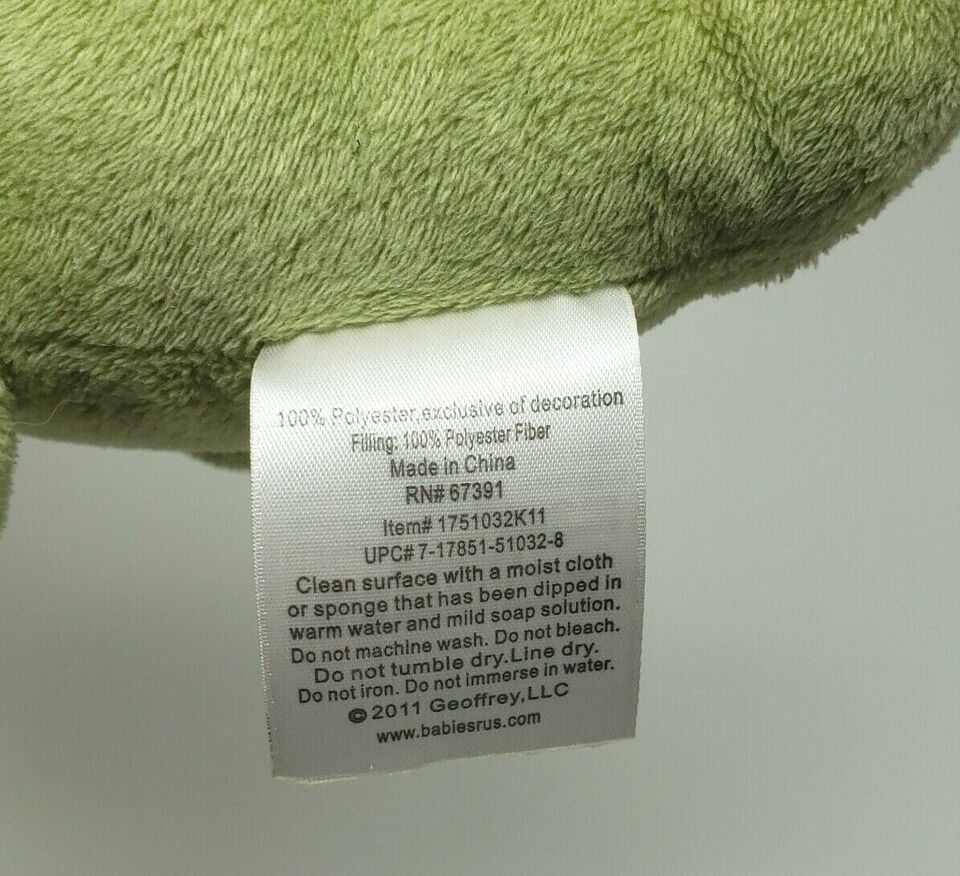 100% Polyester,exclusive of decoration
Filling: 100% Polyester Fiber
Made in China
RN# 67391
Item# 1751032K11
UPC# 7-17851-51032-8
Clean surface with a moist cloth
or sponge that has been dipped in
warm water and mild soap solution.
Do not machine wash. Do not bleach.
Do not tumble dry.Line dry.
Do not iron. Do not immerse in water.
© 2011 Geoffrey,LLC
www.babiesrus.com